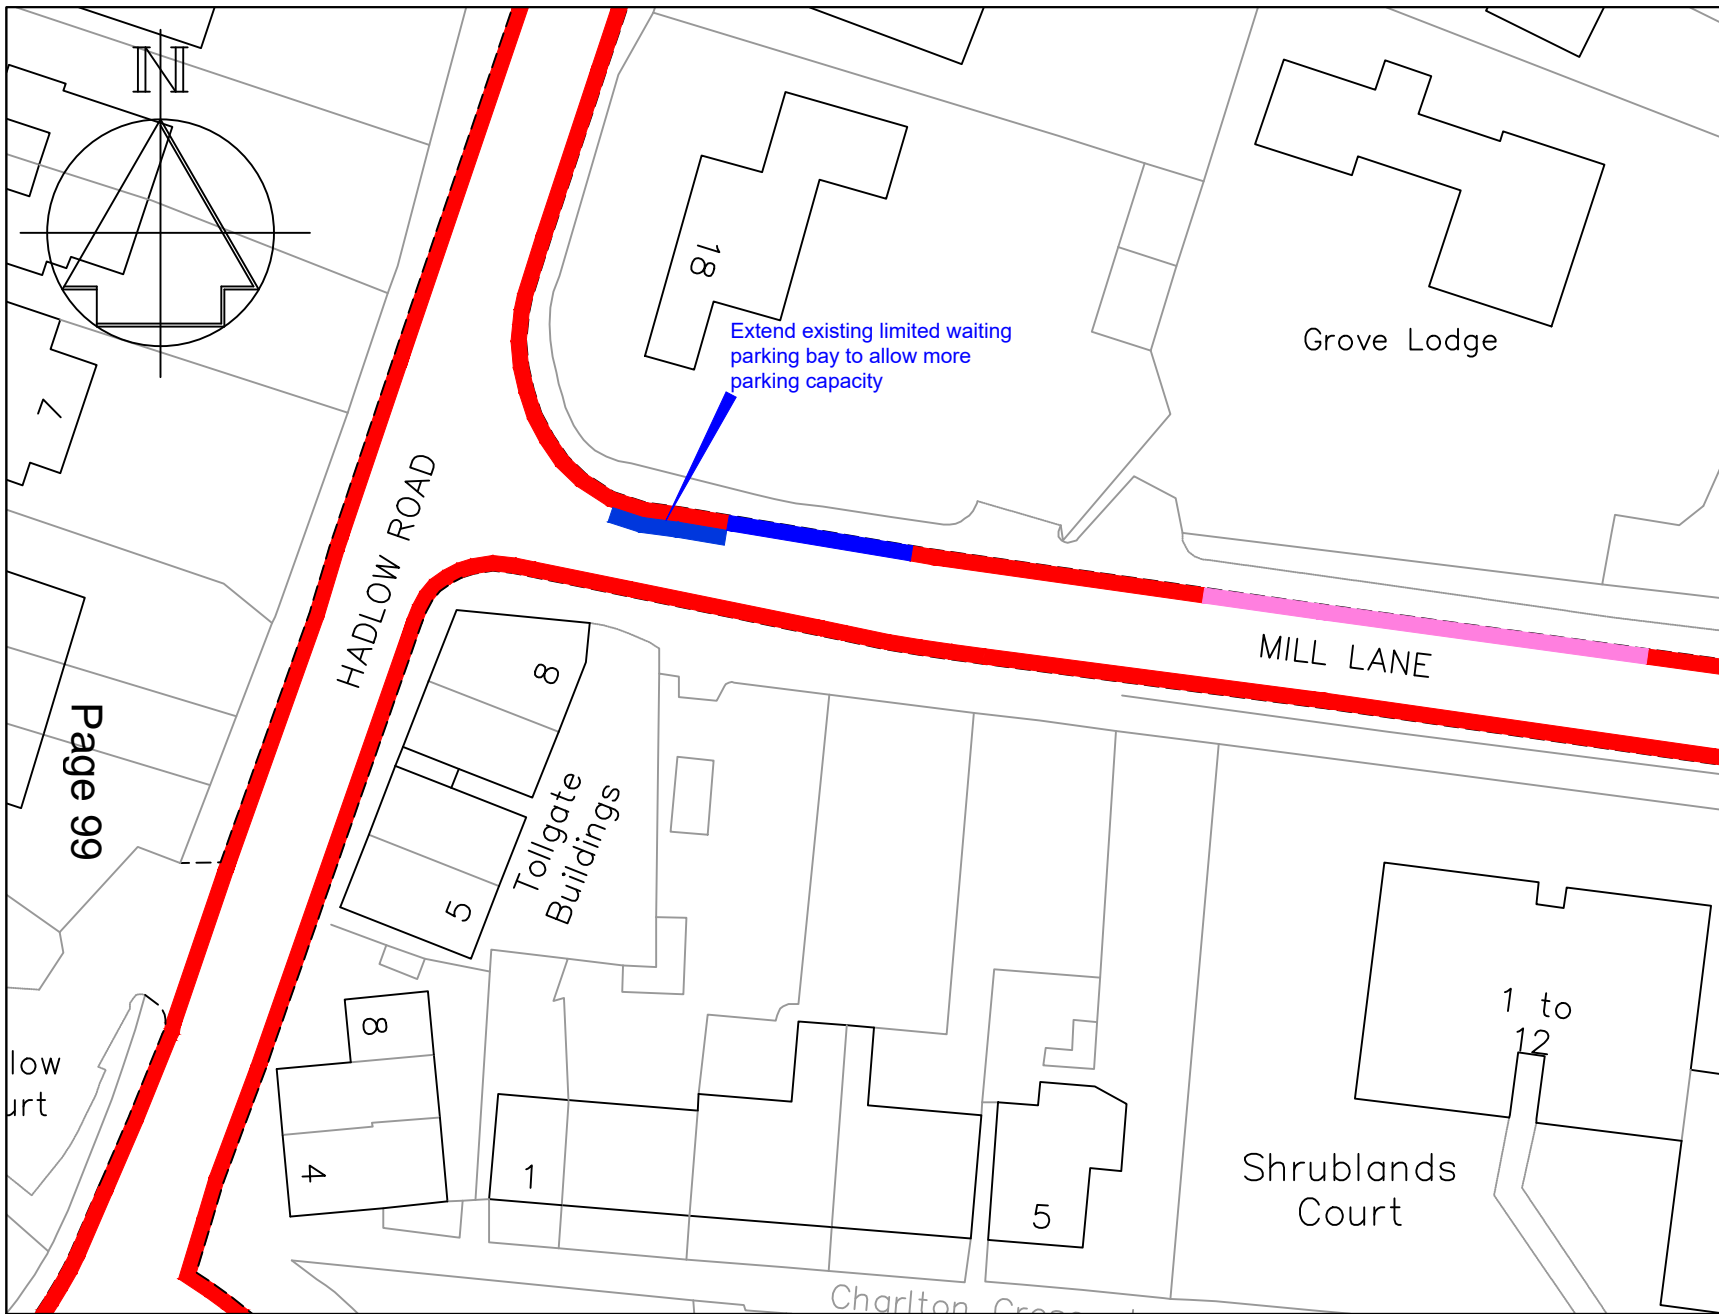 N
18
Grove Lodge
Extend existing limited waiting
parking bay to allow more
parking capacity
7
HADLOW ROAD
MILL LANE
8
Page 99
Tollgate
Buildings
5
1 to
12
8
low
urt
4
1
5
Shrublands
Court
Charlton